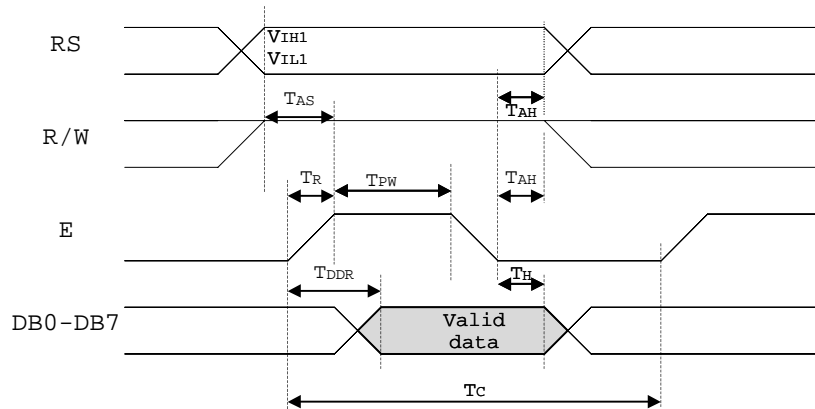 RS
VIH1
VIL1
TAS
TAH
R/W
TR
TPW
TAH
E
TDDR
TH
DB0-DB7
Valid
data
TC